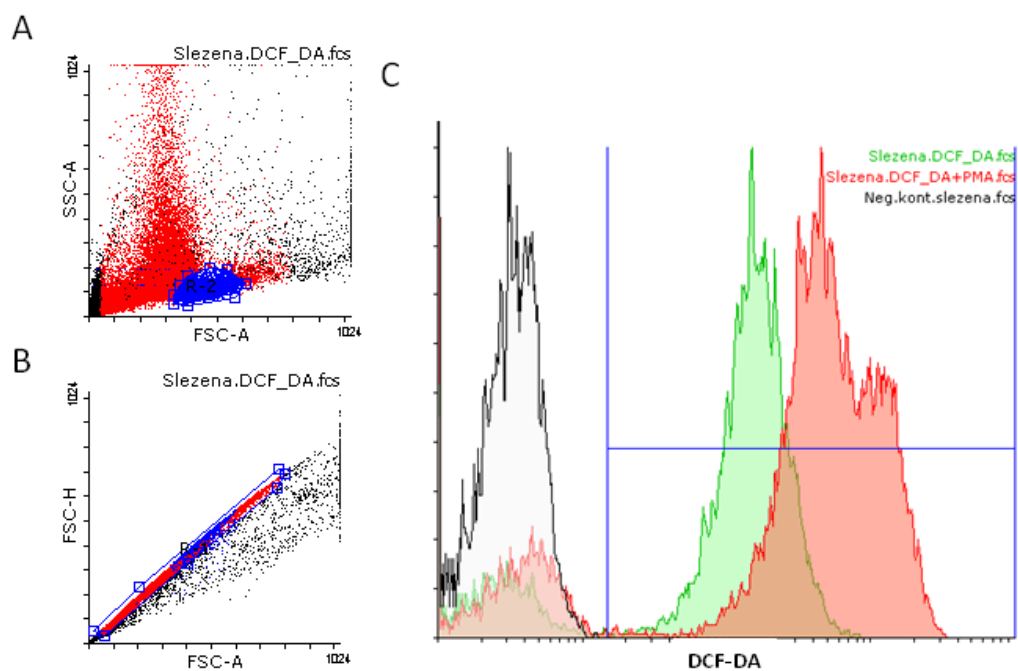 A
Slezena.DCF_DA.fcs
1024
SSC-A
R-2
FSC-A
1024
B
Slezena.DCF_DA.fcs
1024
FSC-H
FSC-A
1024
C
Slezena.DCF_DA.fcs
Slezena.DCF_DA+PMA.fcs
Neg.kont.slezena.fcs
DCF-DA